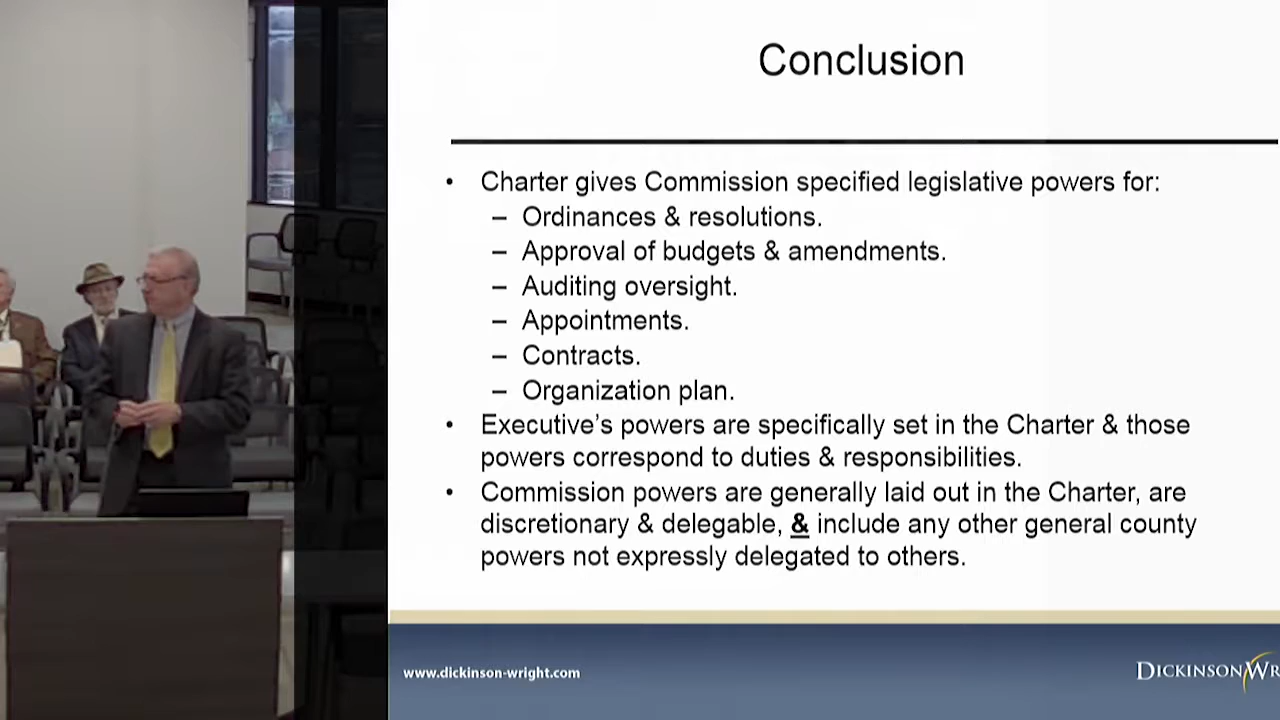 Conclusion
• Charter gives Commission specified legislative powers for:
– Ordinances & resolutions.
– Approval of budgets & amendments.
– Auditing oversight.
– Appointments.
– Contracts.
– Organization plan.
• Executive’s powers are specifically set in the Charter & those
powers correspond to duties & responsibilities.
• Commission powers are generally laid out in the Charter, are
discretionary & delegable, & include any other general county
powers not expressly delegated to others.
www.dickinson-wright.com
DICKINSONWR